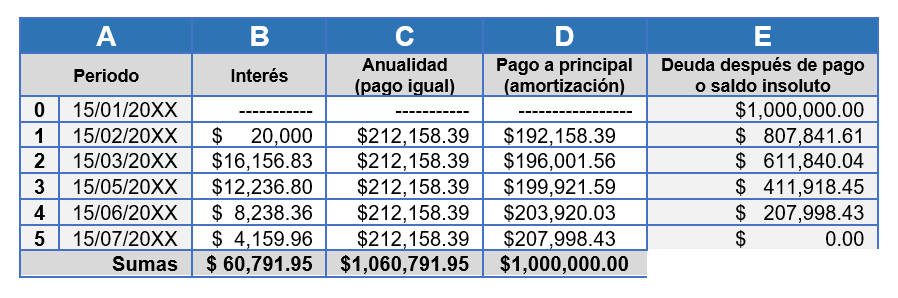 A B C D E
Periodo Interés Anualidad (pago igual) Pago a principal (amortización) Deuda después de pago o saldo insoluto
0 15/01/20XX ----------- ----------- ----------------- $1,000,000.00
1 15/02/20XX $ 20,000 $212,158.39 $192,158.39 $ 807,841.61
2 15/03/20XX $16,156.83 $212,158.39 $196,001.56 $ 611,840.04
3 15/05/20XX $12,236.80 $212,158.39 $199,921.59 $ 411,918.45
4 15/06/20XX $ 8,238.36 $212,158.39 $203,920.03 $ 207,998.43
5 15/07/20XX $ 4,159.96 $212,158.39 $207,998.43 $ 0.00
Sumas $ 60,791.95 $1,060,791.95 $1,000,000.00